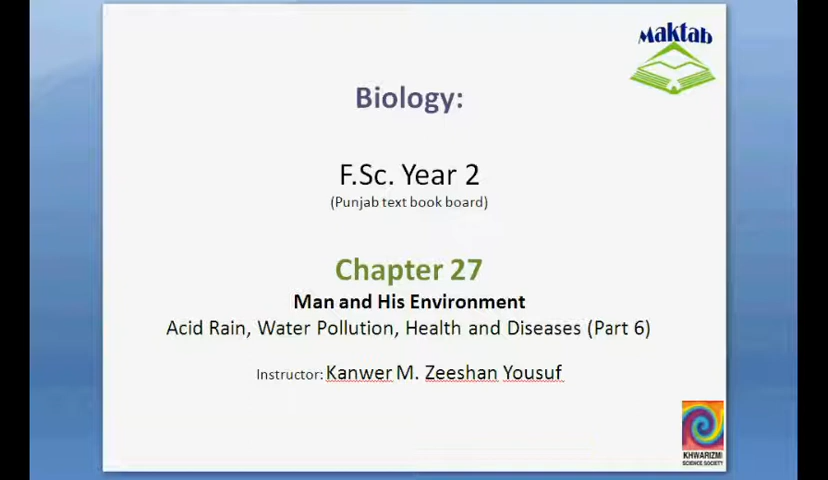 Maktab
Biology:
F.Sc. Year 2
(Punjab text book board)
Chapter 27
Man and His Environment
Acid Rain, Water Pollution, Health and Diseases (Part 6)
Instructor: Kanwer M. Zeeshan Yousuf
KHWARIZMI
SCIENCE SOCIETY